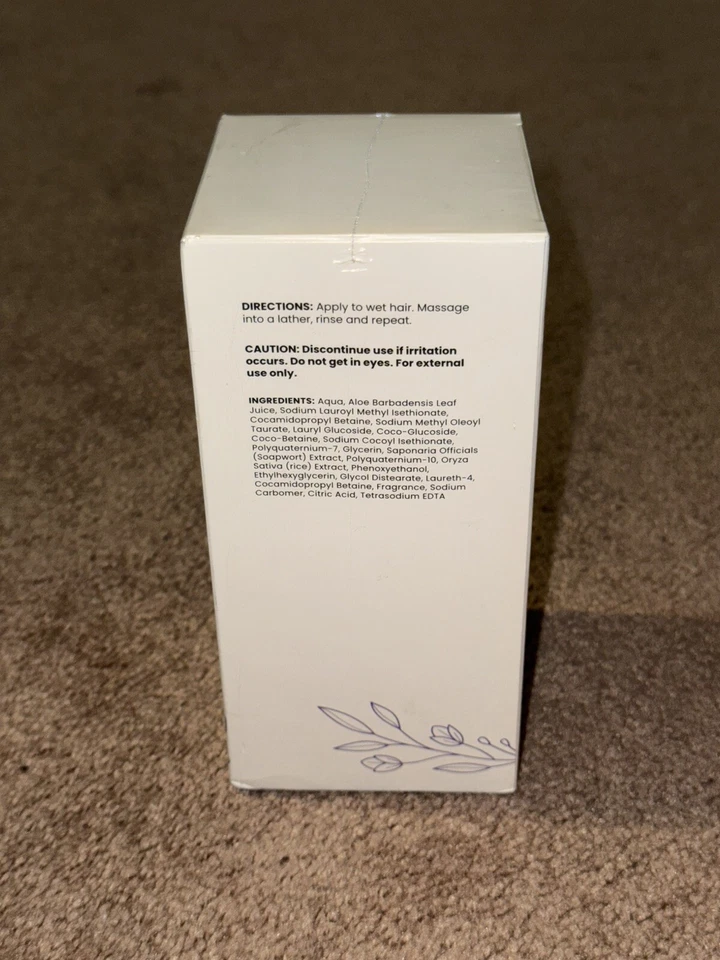 DIRECTIONS: Apply to wet hair. Massage
into a lather, rinse and repeat.
CAUTION: Discontinue use if irritation
occurs. Do not get in eyes. For external
use only.
INGREDIENTS: Aqua, Aloe Barbadensis Leaf
Juice, Sodium Lauroyl Methyl Isethionate,
Cocamidopropyl Betaine, Sodium Methyl Oleoyl
Taurate, Lauryl Glucoside, Coco-Glucoside,
Coco-Betaine, Sodium Cocoyl Isethionate,
Polyquaternium-7, Glycerin, Saponaria Officials
(Soapwort) Extract, Polyquaternium-10, Oryza
Sativa (rice) Extract, Phenoxyethanol,
Ethylhexyglycerin, Glycol Distearate, Laureth-4,
Cocamidopropyl Betaine, Fragrance, Sodium
Carbomer, Citric Acid, Tetrasodium EDTA